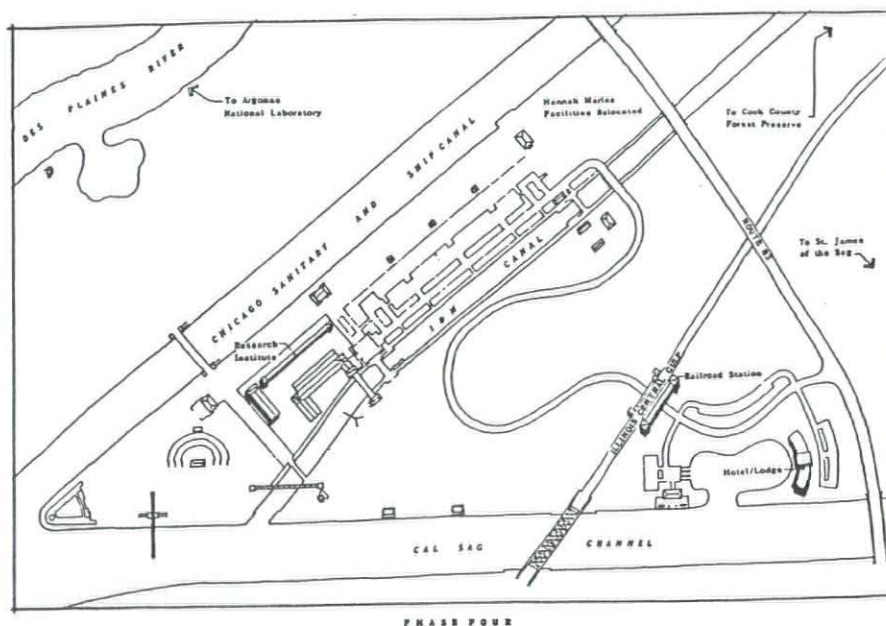 DES PLAINES RIVER
To Argonne
National Laboratory
CHICAGO SANITARY AND SHIP CANAL
Hannah Marine
Facilities Relocated
To Cook County
Forest Preserve
ROUTE 83
To St. James
of the Sag
I & M CANAL
Research
Institute
ILLINOIS CENTRAL GULF
Railroad Station
Hotel/Lodge
CAL SAG CHANNEL
PHASE FOUR